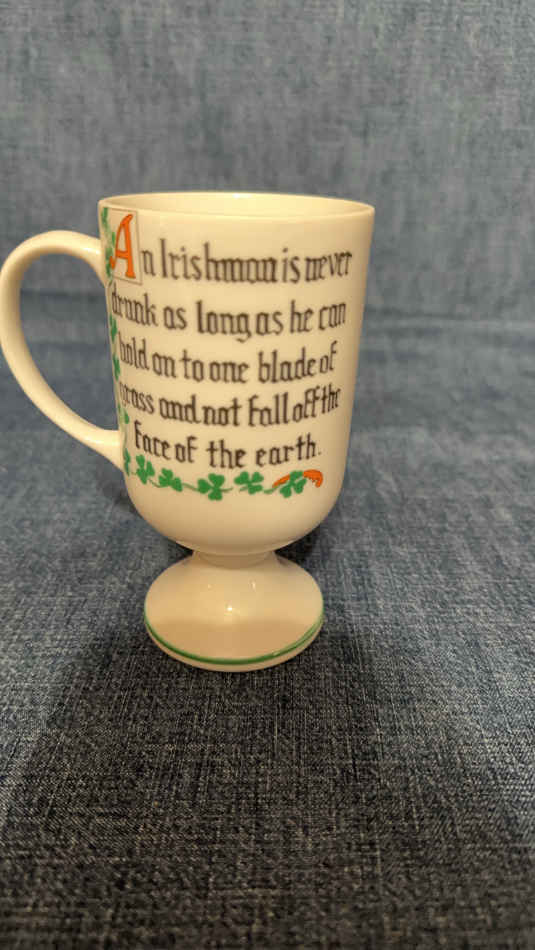 An Irishman is never
drunk as long as he can
hold on to one blade of
grass and not fall off the
face of the earth.